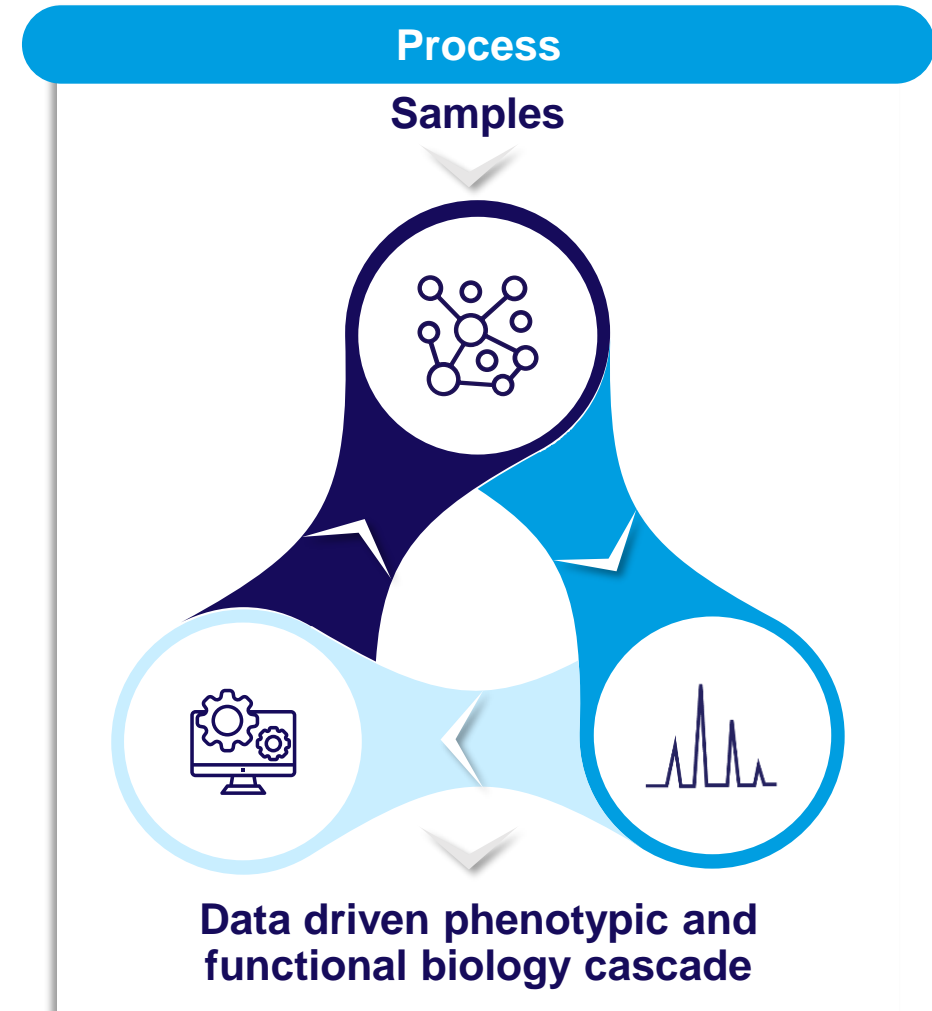 Process
Samples
Data driven phenotypic and
functional biology cascade